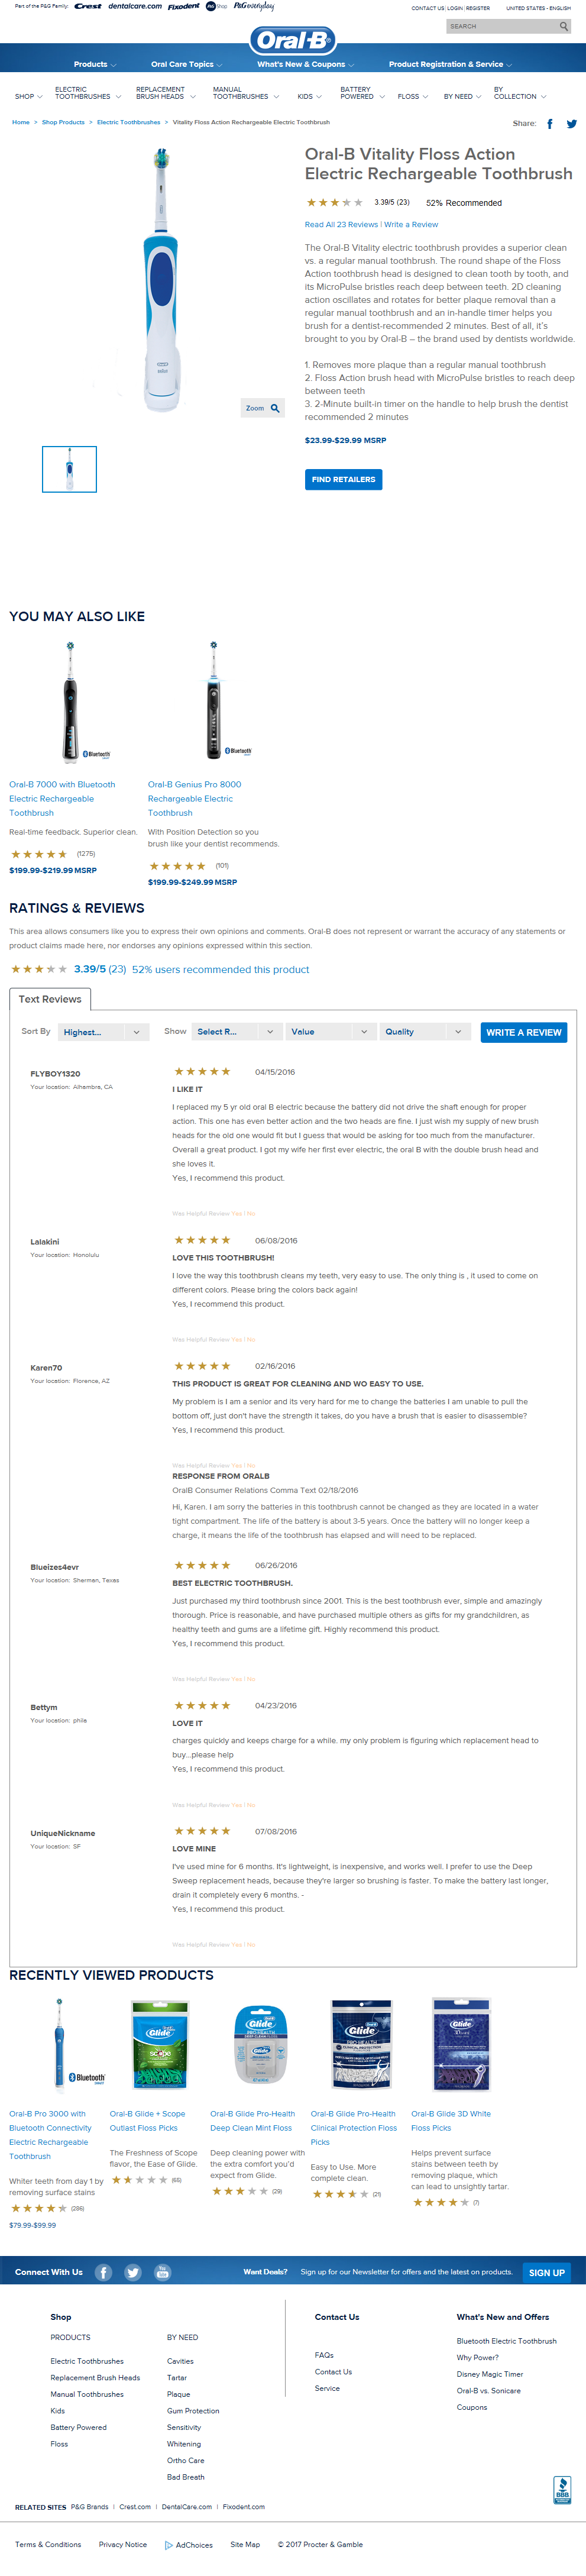 Part of the P&G Family: Crest dentalcare.com Fixodent P&G Shop P&G everyday
CONTACT US | LOGIN | REGISTER UNITED STATES - ENGLISH
SEARCH
Oral-B
Products Oral Care Topics What's New & Coupons Product Registration & Service
SHOP ELECTRIC TOOTHBRUSHES REPLACEMENT BRUSH HEADS MANUAL TOOTHBRUSHES KIDS BATTERY POWERED FLOSS BY NEED BY COLLECTION
Home > Shop Products > Electric Toothbrushes > Vitality Floss Action Rechargeable Electric Toothbrush
Share:
Oral-B Vitality Floss Action
Electric Rechargeable Toothbrush
3.39/5 (23) 52% Recommended
Read All 23 Reviews | Write a Review
The Oral-B Vitality electric toothbrush provides a superior clean
vs. a regular manual toothbrush. The round shape of the Floss
Action toothbrush head is designed to clean tooth by tooth, and
its MicroPulse bristles reach deep between teeth. 2D cleaning
action oscillates and rotates for better plaque removal than a
regular manual toothbrush and an in-handle timer helps you
brush for a dentist-recommended 2 minutes. Best of all, it's
brought to you by Oral-B – the brand used by dentists worldwide.
1. Removes more plaque than a regular manual toothbrush
2. Floss Action brush head with MicroPulse bristles to reach deep
between teeth
3. 2-Minute built-in timer on the handle to help brush the dentist
recommended 2 minutes
Zoom
$23.99-$29.99 MSRP
FIND RETAILERS
YOU MAY ALSO LIKE
Bluetooth
Bluetooth
Oral-B 7000 with Bluetooth
Electric Rechargeable
Toothbrush
Real-time feedback. Superior clean.
(1275)
$199.99-$219.99 MSRP
Oral-B Genius Pro 8000
Rechargeable Electric
Toothbrush
With Position Detection so you
brush like your dentist recommends.
(101)
$199.99-$249.99 MSRP
RATINGS & REVIEWS
This area allows consumers like you to express their own opinions and comments. Oral-B does not represent or warrant the accuracy of any statements or
product claims made here, nor endorses any opinions expressed within this section.
3.39/5 (23) 52% users recommended this product
Text Reviews
Sort By Highest... Show Select R... Value Quality WRITE A REVIEW
FLYBOY1320
Your location: Alhambra, CA
04/15/2016
I LIKE IT
I replaced my 5 yr old oral B electric because the battery did not drive the shaft enough for proper
action. This one has even better action and the two heads are fine. I just wish my supply of new brush
heads for the old one would fit but I guess that would be asking for too much from the manufacturer.
Overall a great product. I got my wife her first ever electric, the oral B with the double brush head and
she loves it.
Yes, I recommend this product.
Was Helpful Review Yes | No
Lalakini
Your location: Honolulu
06/08/2016
LOVE THIS TOOTHBRUSH!
I love the way this toothbrush cleans my teeth, very easy to use. The only thing is , it used to come on
different colors. Please bring the colors back again!
Yes, I recommend this product.
Was Helpful Review Yes | No
Karen70
Your location: Florence, AZ
02/16/2016
THIS PRODUCT IS GREAT FOR CLEANING AND WO EASY TO USE.
My problem is I am a senior and its very hard for me to change the batteries I am unable to pull the
bottom off, just don't have the strength it takes, do you have a brush that is easier to disassemble?
Yes, I recommend this product.
Was Helpful Review Yes | No
RESPONSE FROM ORALB
OralB Consumer Relations Comma Text 02/18/2016
Hi, Karen. I am sorry the batteries in this toothbrush cannot be changed as they are located in a water
tight compartment. The life of the battery is about 3-5 years. Once the battery will no longer keep a
charge, it means the life of the toothbrush has elapsed and will need to be replaced.
Blueizes4evr
Your location: Sherman, Texas
06/26/2016
BEST ELECTRIC TOOTHBRUSH.
Just purchased my third toothbrush since 2001. This is the best toothbrush ever, simple and amazingly
thorough. Price is reasonable, and have purchased multiple others as gifts for my grandchildren, as
healthy teeth and gums are a lifetime gift. Highly recommend this product.
Yes, I recommend this product.
Was Helpful Review Yes | No
Bettym
Your location: phila
04/23/2016
LOVE IT
charges quickly and keeps charge for a while. my only problem is figuring which replacement head to
buy...please help
Yes, I recommend this product.
Was Helpful Review Yes | No
UniqueNickname
Your location: SF
07/08/2016
LOVE MINE
I've used mine for 6 months. It's lightweight, is inexpensive, and works well. I prefer to use the Deep
Sweep replacement heads, because they're larger so brushing is faster. To make the battery last longer,
drain it completely every 6 months. -
Yes, I recommend this product.
Was Helpful Review Yes | No
RECENTLY VIEWED PRODUCTS
Bluetooth
Glide
scope
Glide
PRO-HEALTH
Glide
Glide
PRO-HEALTH
Glide
Oral-B Pro 3000 with
Bluetooth Connectivity
Electric Rechargeable
Toothbrush
Whiter teeth from day 1 by
removing surface stains
(286)
$79.99-$99.99
Oral-B Glide + Scope
Outlast Floss Picks
The Freshness of Scope
flavor, the Ease of Glide.
(65)
Oral-B Glide Pro-Health
Deep Clean Mint Floss
Deep cleaning power with
the extra comfort you'd
expect from Glide.
(29)
Oral-B Glide Pro-Health
Clinical Protection Floss
Picks
Easy to Use. More
complete clean.
(21)
Oral-B Glide 3D White
Floss Picks
Helps prevent surface
stains between teeth by
removing plaque, which
can lead to unsightly tartar.
(7)
Connect With Us You Tube Want Deals? Sign up for our Newsletter for offers and the latest on products. SIGN UP
Shop
PRODUCTS
Electric Toothbrushes
Replacement Brush Heads
Manual Toothbrushes
Kids
Battery Powered
Floss
BY NEED
Cavities
Tartar
Plaque
Gum Protection
Sensitivity
Whitening
Ortho Care
Bad Breath
Contact Us
FAQs
Contact Us
Service
What's New and Offers
Bluetooth Electric Toothbrush
Why Power?
Disney Magic Timer
Oral-B vs. Sonicare
Coupons
BBB
RELATED SITES P&G Brands | Crest.com | DentalCare.com | Fixodent.com
Terms & Conditions Privacy Notice AdChoices Site Map © 2017 Procter & Gamble